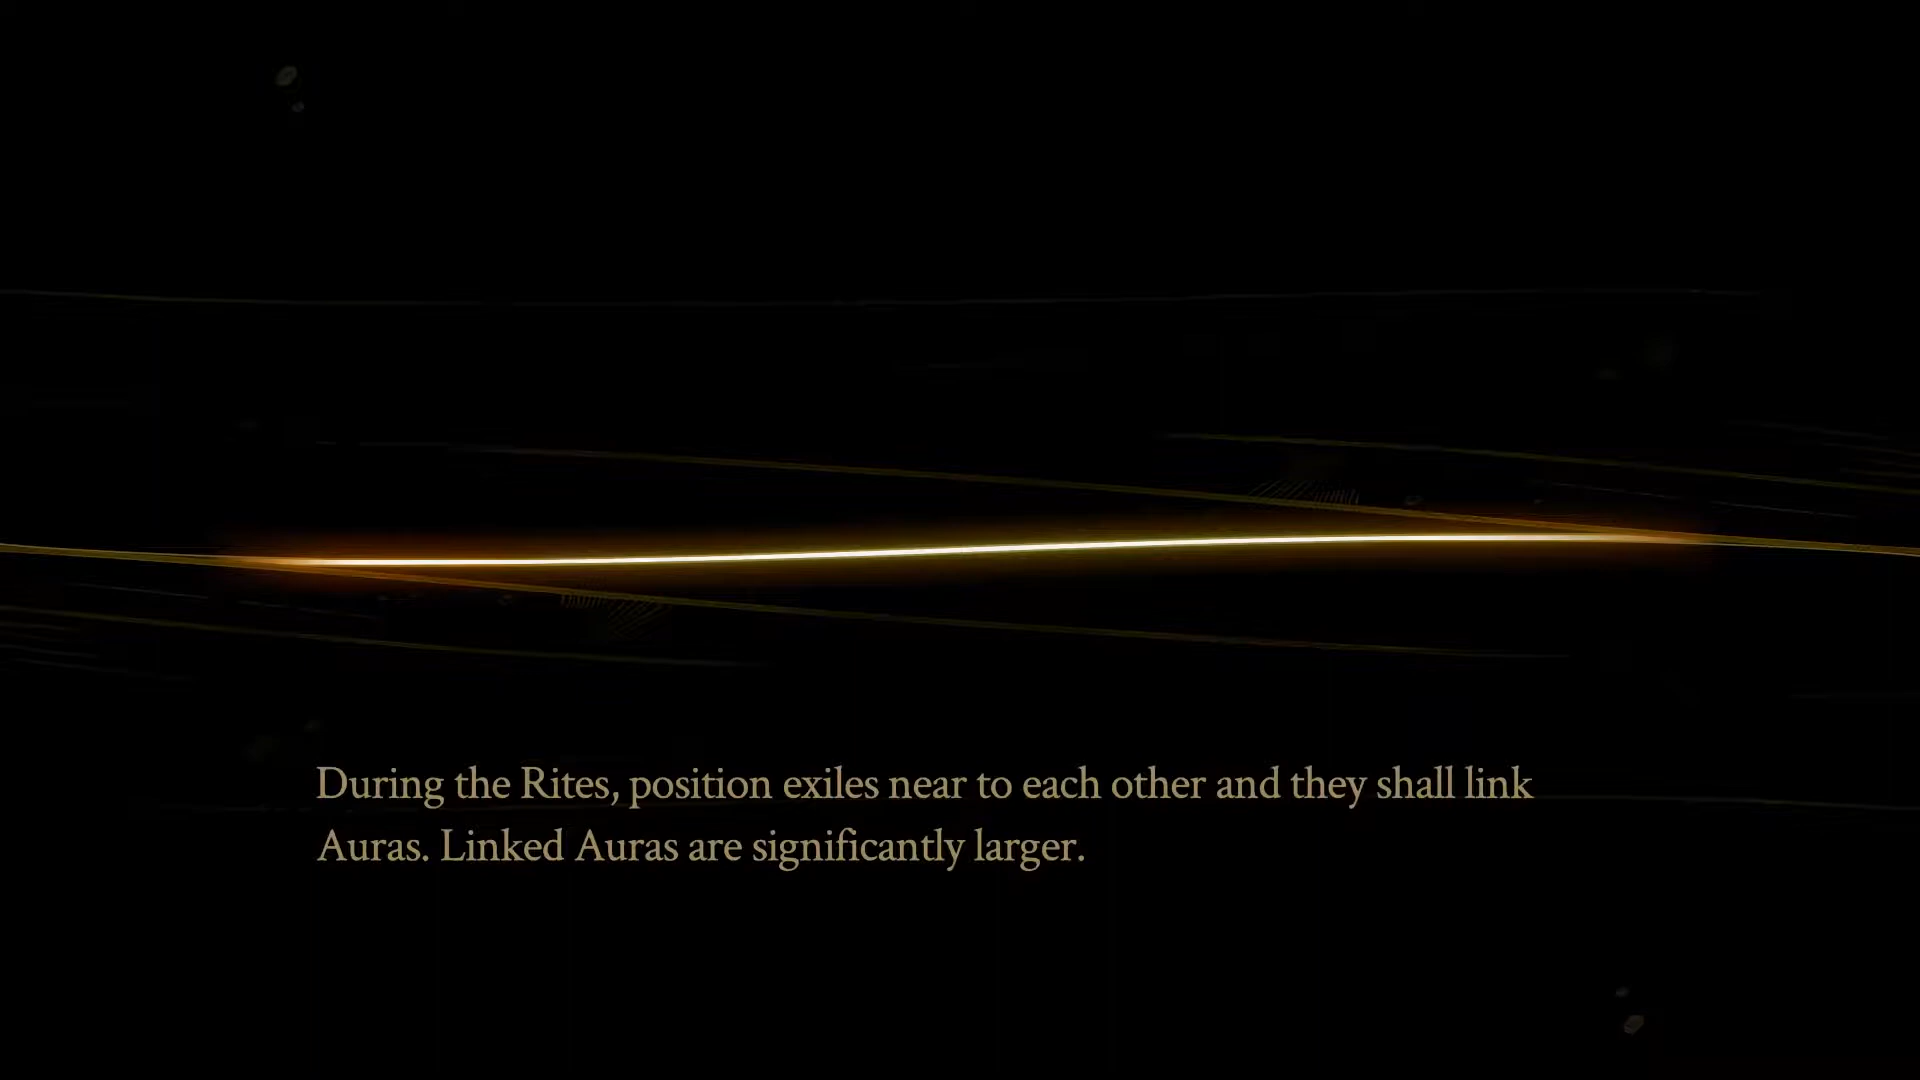 During the Rites, position exiles near to each other and they shall link
Auras. Linked Auras are significantly larger.